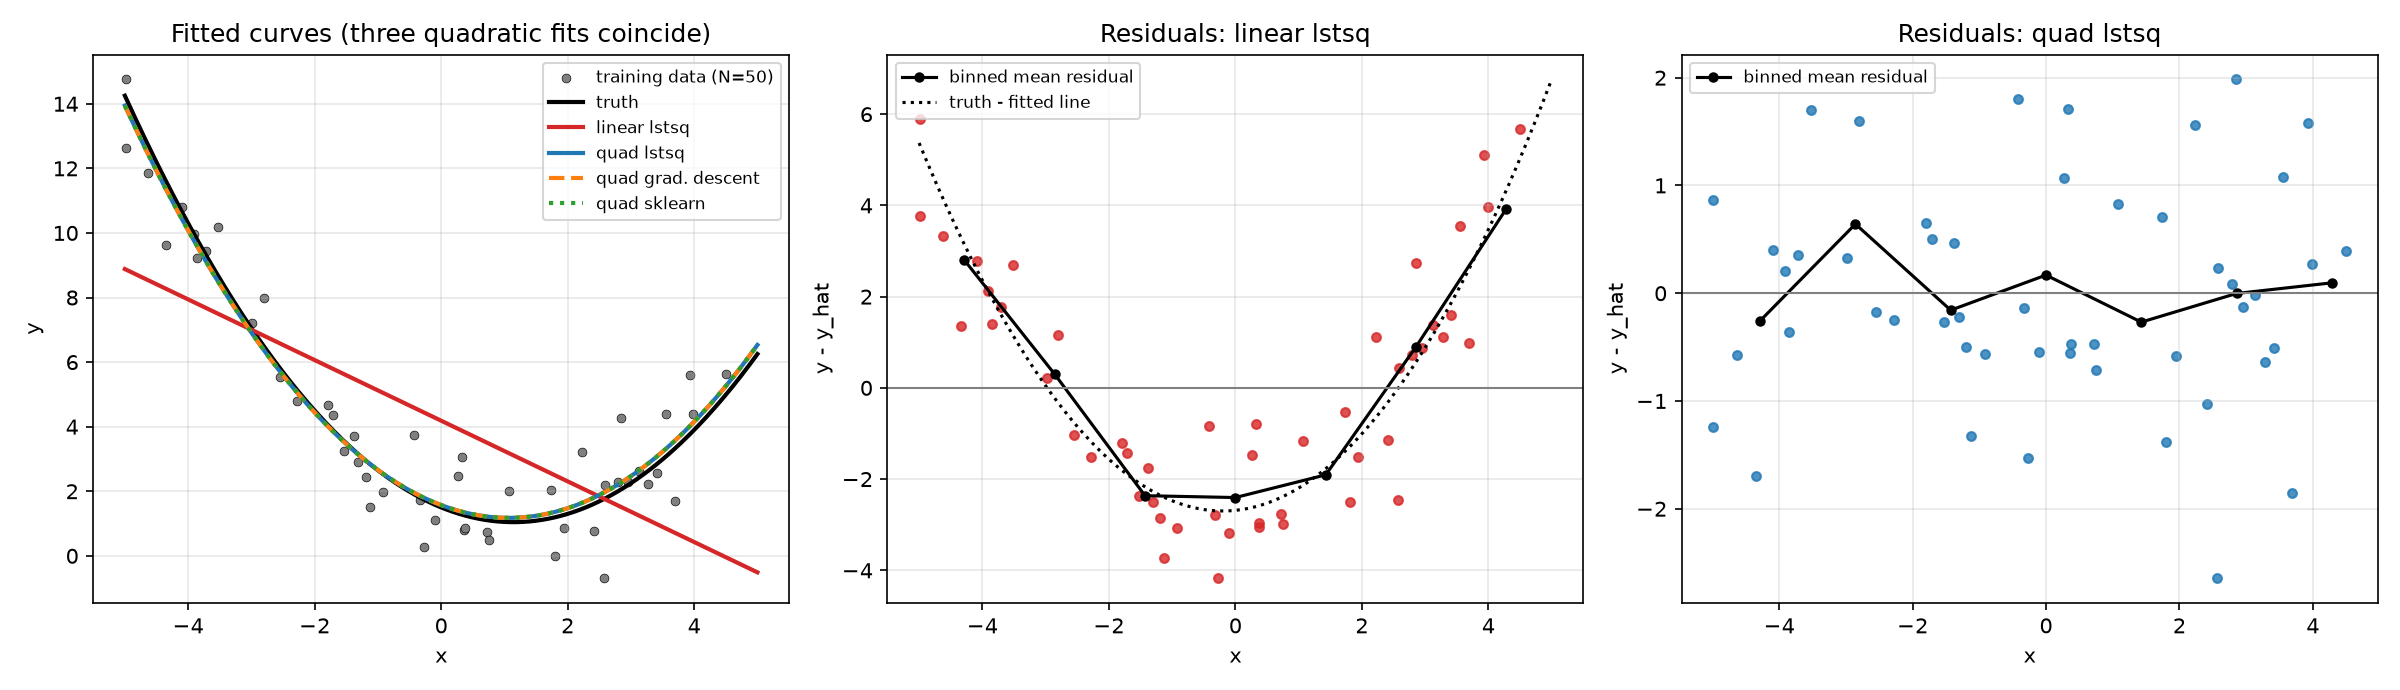 Fitted curves (three quadratic fits coincide)
training data (N=50)
truth
linear lstsq
quad lstsq
quad grad. descent
quad sklearn
14
12
10
8
6
4
2
0
y
−4 −2 0 2 4
x
Residuals: linear lstsq
binned mean residual
truth - fitted line
6
4
2
0
−2
−4
y - y_hat
−4 −2 0 2 4
x
Residuals: quad lstsq
binned mean residual
2
1
0
−1
−2
y - y_hat
−4 −2 0 2 4
x